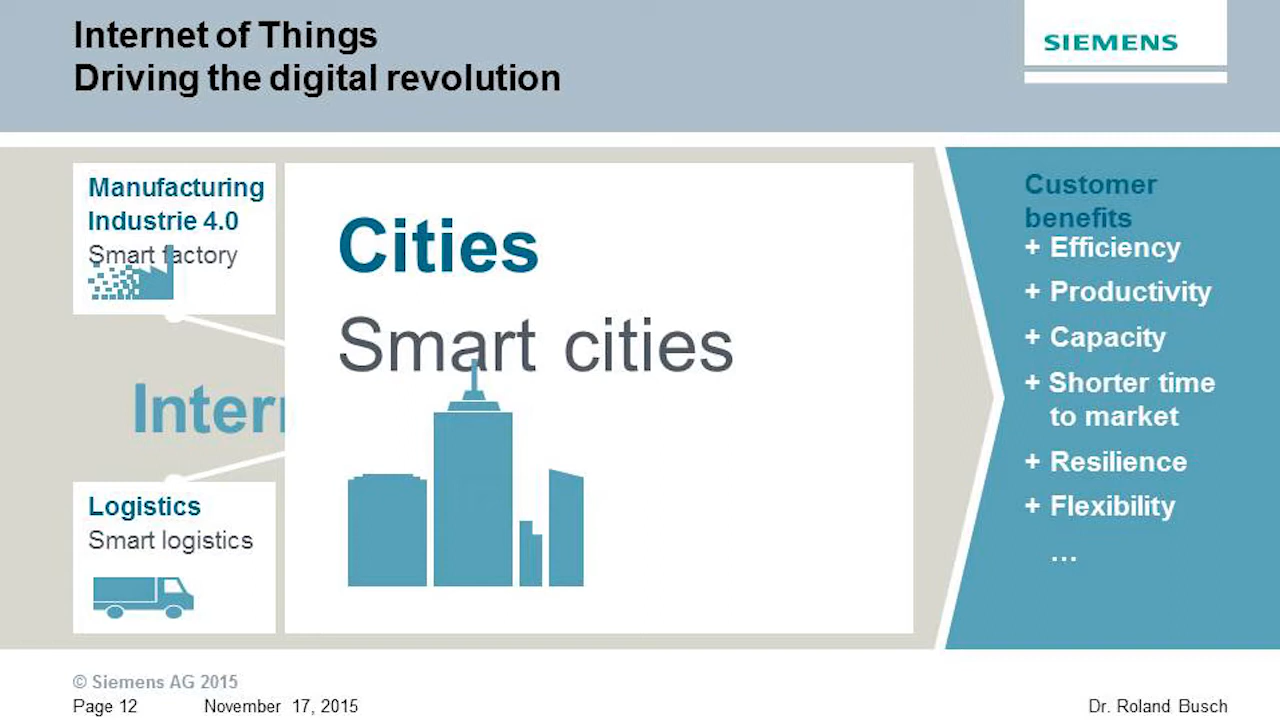 Internet of Things
Driving the digital revolution
SIEMENS
Manufacturing
Industrie 4.0
Smart factory
Cities
Smart cities
Inter
Logistics
Smart logistics
Customer
benefits
+ Efficiency
+ Productivity
+ Capacity
+ Shorter time
to market
+ Resilience
+ Flexibility
…
© Siemens AG 2015
Page 12 November 17, 2015
Dr. Roland Busch